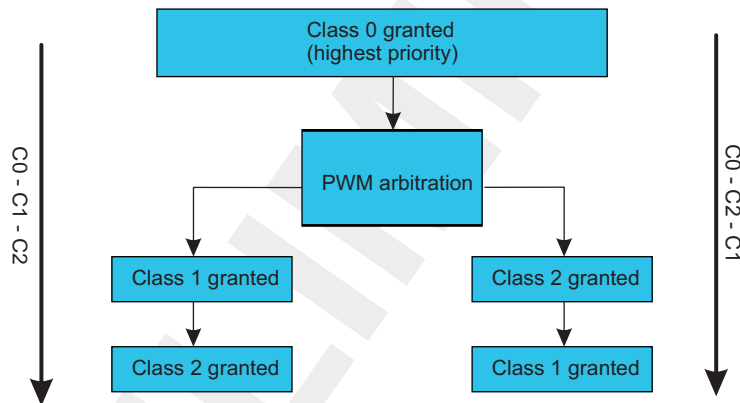 Class 0 granted
(highest priority)
PWM arbitration
C0 - C1 - C2
C0 - C2 - C1
Class 1 granted
Class 2 granted
Class 2 granted
Class 1 granted